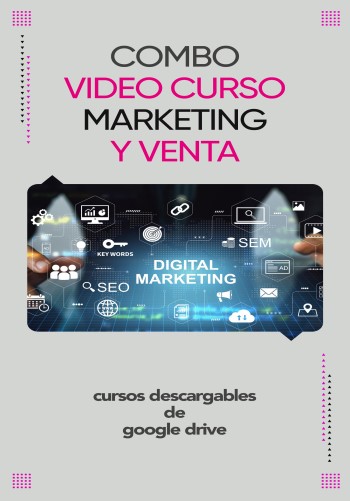 COMBO
VIDEO CURSO
MARKETING
Y VENTA
KEY WORDS
SEM
DIGITAL
MARKETING
AD
SEO
cursos descargables
de
google drive